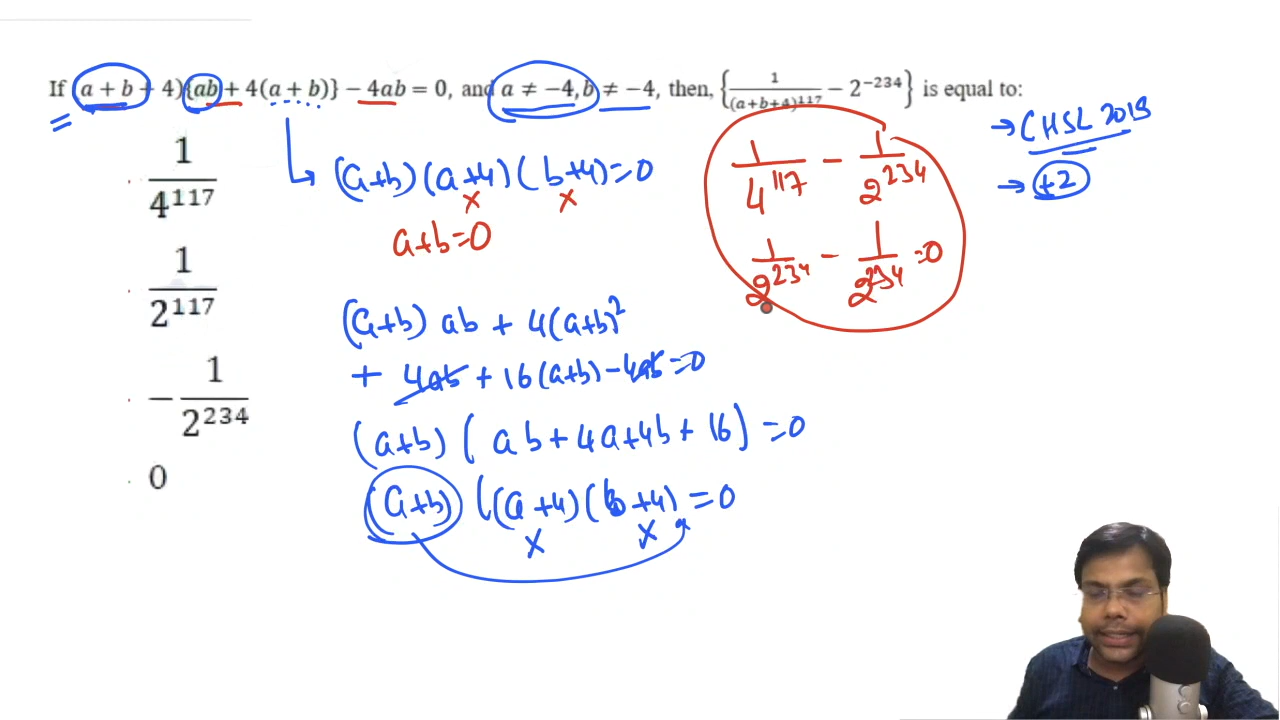 If (a + b + 4){ab + 4(a + b)} − 4ab = 0, and a ≠ −4, b ≠ −4, then, {1/(a+b+4)^117 − 2^−234} is equal to:
→ CHSL 2019
→ +2
1/4^117
1/2^117
−1/2^234
0
→ (a+b)(a+4)(b+4)=0
x x
a+b=0
1/4^117 − 1/2^234
1/2^234 − 1/2^234 =0
(a+b) ab + 4(a+b)²
+ 4ab + 16(a+b) − 4ab =0
(a+b) ( ab + 4a+4b + 16) =0
(a+b) ((a+4)(b+4) =0
x x